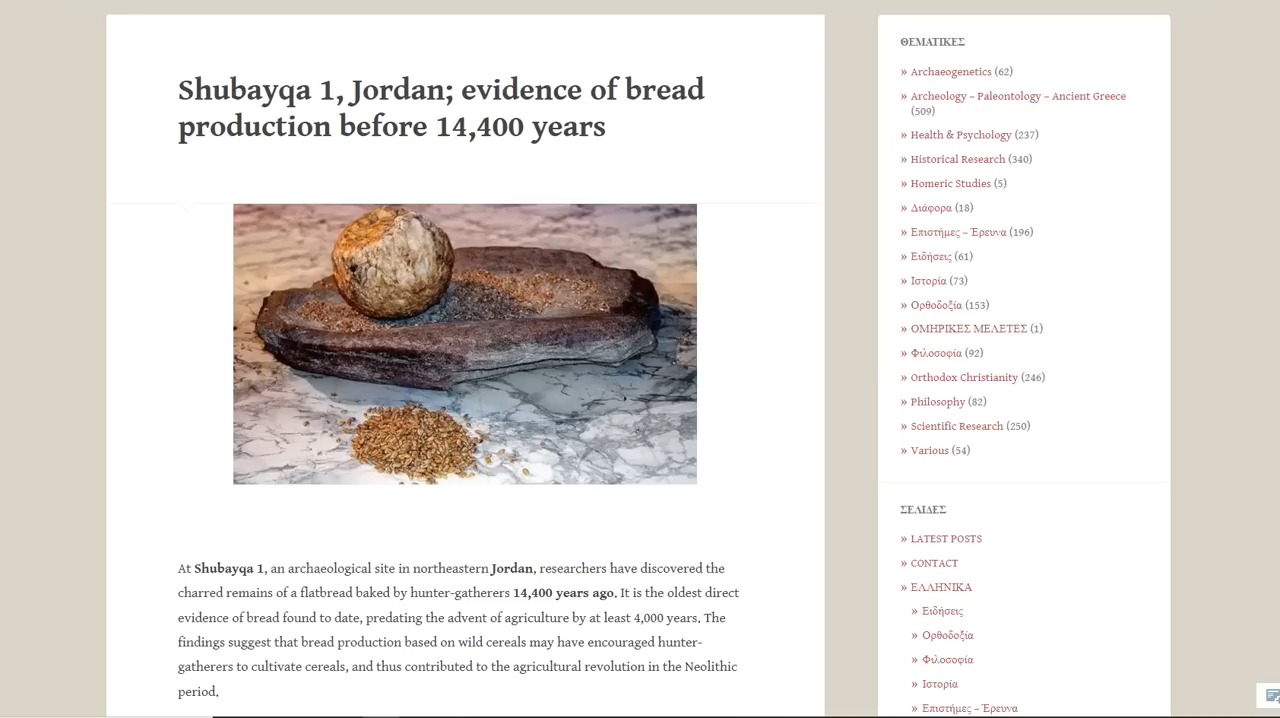 Shubayqa 1, Jordan; evidence of bread
production before 14,400 years
At Shubayqa 1, an archaeological site in northeastern Jordan, researchers have discovered the
charred remains of a flatbread baked by hunter-gatherers 14,400 years ago. It is the oldest direct
evidence of bread found to date, predating the advent of agriculture by at least 4,000 years. The
findings suggest that bread production based on wild cereals may have encouraged hunter-
gatherers to cultivate cereals, and thus contributed to the agricultural revolution in the Neolithic
period.
ΘΕΜΑΤΙΚΕΣ
» Archaeogenetics (62)
» Archeology – Paleontology – Ancient Greece
(509)
» Health & Psychology (237)
» Historical Research (340)
» Homeric Studies (5)
» Διάφορα (18)
» Επιστήμες – Έρευνα (196)
» Ειδήσεις (61)
» Ιστορία (73)
» Ορθοδοξία (153)
» ΟΜΗΡΙΚΕΣ ΜΕΛΕΤΕΣ (1)
» Φιλοσοφία (92)
» Orthodox Christianity (246)
» Philosophy (82)
» Scientific Research (250)
» Various (54)
ΣΕΛΙΔΕΣ
» LATEST POSTS
» CONTACT
» ΕΛΛΗΝΙΚΑ
» Ειδήσεις
» Ορθοδοξία
» Φιλοσοφία
» Ιστορία
» Επιστήμες – Έρευνα